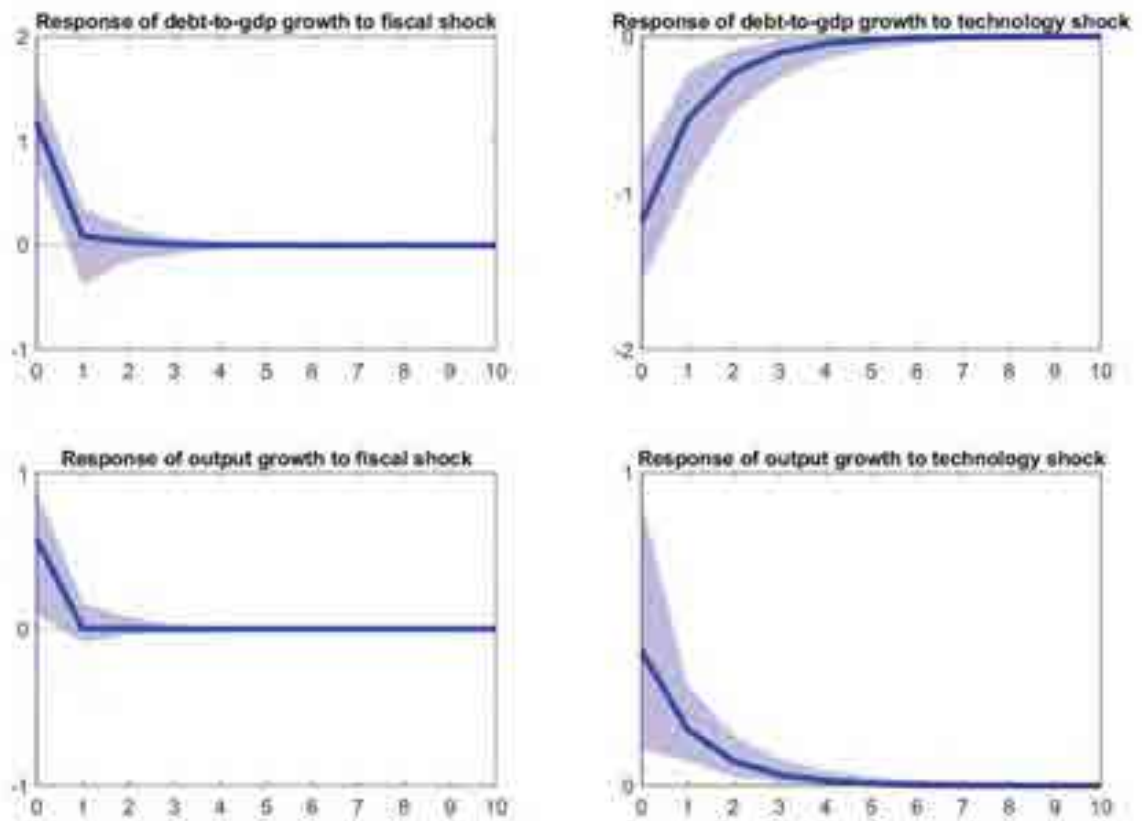 Response of debt-to-gdp growth to fiscal shock
2
1
0
-1
0 1 2 3 4 5 6 7 8 9 10
Response of debt-to-gdp growth to technology shock
0
-1
-2
0 1 2 3 4 5 6 7 8 9 10
Response of output growth to fiscal shock
1
0
-1
0 1 2 3 4 5 6 7 8 9 10
Response of output growth to technology shock
1
0
0 1 2 3 4 5 6 7 8 9 10